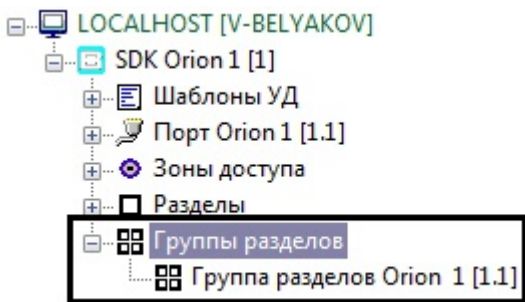 LOCALHOST [V-BELYAKOV]
SDK Orion 1 [1]
Шаблоны УД
Порт Orion 1 [1.1]
Зоны доступа
Разделы
Группы разделов
Группа разделов Orion 1 [1.1]